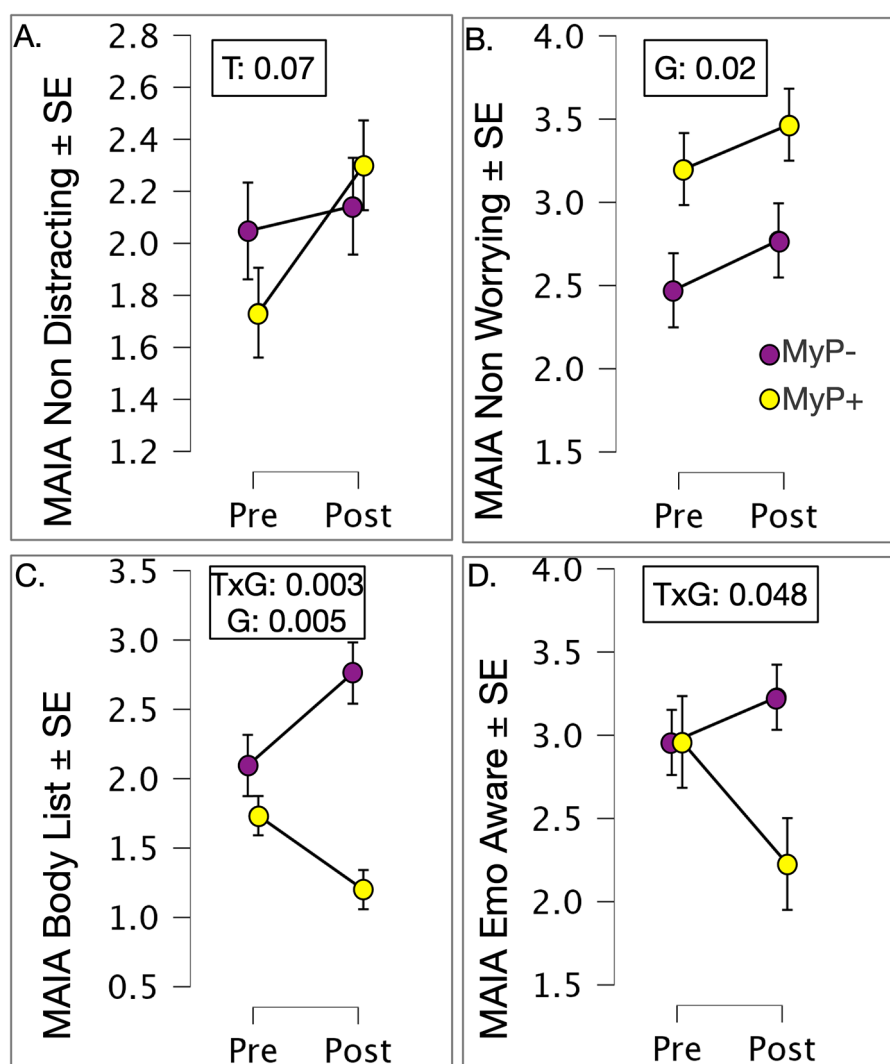 A.
MAIA Non Distracting ± SE
2.8
2.6
2.4
2.2
2.0
1.8
1.6
1.4
1.2
T: 0.07
Pre Post
B.
MAIA Non Worrying ± SE
4.0
3.5
3.0
2.5
2.0
1.5
G: 0.02
MyP-
MyP+
Pre Post
C.
MAIA Body List ± SE
3.5
3.0
2.5
2.0
1.5
1.0
0.5
TxG: 0.003
G: 0.005
Pre Post
D.
MAIA Emo Aware ± SE
4.0
3.5
3.0
2.5
2.0
1.5
TxG: 0.048
Pre Post